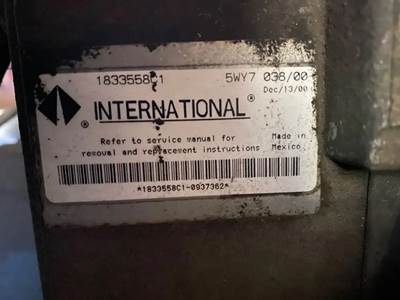 1833558C1 5WY7 038/00
Dec/13/00
® INTERNATIONAL®
Refer to service manual for Made in
removal and replacement instructions Mexico
*1833558C1-0937362*